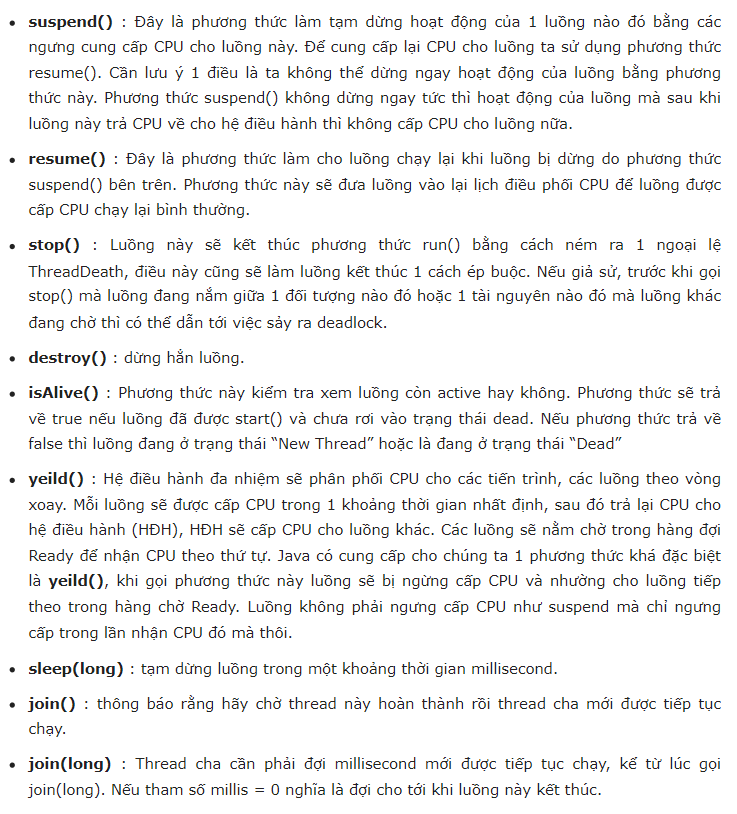 • suspend() : Đây là phương thức làm tạm dừng hoạt động của 1 luồng nào đó bằng các
ngưng cung cấp CPU cho luồng này. Để cung cấp lại CPU cho luồng ta sử dụng phương thức
resume(). Cần lưu ý 1 điều là ta không thể dừng ngay hoạt động của luồng bằng phương
thức này. Phương thức suspend() không dừng ngay tức thì hoạt động của luồng mà sau khi
luồng này trả CPU về cho hệ điều hành thì không cấp CPU cho luồng nữa.
• resume() : Đây là phương thức làm cho luồng chạy lại khi luồng bị dừng do phương thức
suspend() bên trên. Phương thức này sẽ đưa luồng vào lại lịch điều phối CPU để luồng được
cấp CPU chạy lại bình thường.
• stop() : Luồng này sẽ kết thúc phương thức run() bằng cách ném ra 1 ngoại lệ
ThreadDeath, điều này cũng sẽ làm luồng kết thúc 1 cách ép buộc. Nếu giả sử, trước khi gọi
stop() mà luồng đang nắm giữa 1 đối tượng nào đó hoặc 1 tài nguyên nào đó mà luồng khác
đang chờ thì có thể dẫn tới việc sảy ra deadlock.
• destroy() : dừng hẳn luồng.
• isAlive() : Phương thức này kiểm tra xem luồng còn active hay không. Phương thức sẽ trả
về true nếu luồng đã được start() và chưa rơi vào trạng thái dead. Nếu phương thức trả về
false thì luồng đang ở trạng thái “New Thread” hoặc là đang ở trạng thái “Dead”
• yeild() : Hệ điều hành đa nhiệm sẽ phân phối CPU cho các tiến trình, các luồng theo vòng
xoay. Mỗi luồng sẽ được cấp CPU trong 1 khoảng thời gian nhất định, sau đó trả lại CPU cho
hệ điều hành (HĐH), HĐH sẽ cấp CPU cho luồng khác. Các luồng sẽ nằm chờ trong hàng đợi
Ready để nhận CPU theo thứ tự. Java có cung cấp cho chúng ta 1 phương thức khá đặc biệt
là yeild(), khi gọi phương thức này luồng sẽ bị ngừng cấp CPU và nhường cho luồng tiếp
theo trong hàng chờ Ready. Luồng không phải ngưng cấp CPU như suspend mà chỉ ngưng
cấp trong lần nhận CPU đó mà thôi.
• sleep(long) : tạm dừng luồng trong một khoảng thời gian millisecond.
• join() : thông báo rằng hãy chờ thread này hoàn thành rồi thread cha mới được tiếp tục
chạy.
• join(long) : Thread cha cần phải đợi millisecond mới được tiếp tục chạy, kể từ lúc gọi
join(long). Nếu tham số millis = 0 nghĩa là đợi cho tới khi luồng này kết thúc.